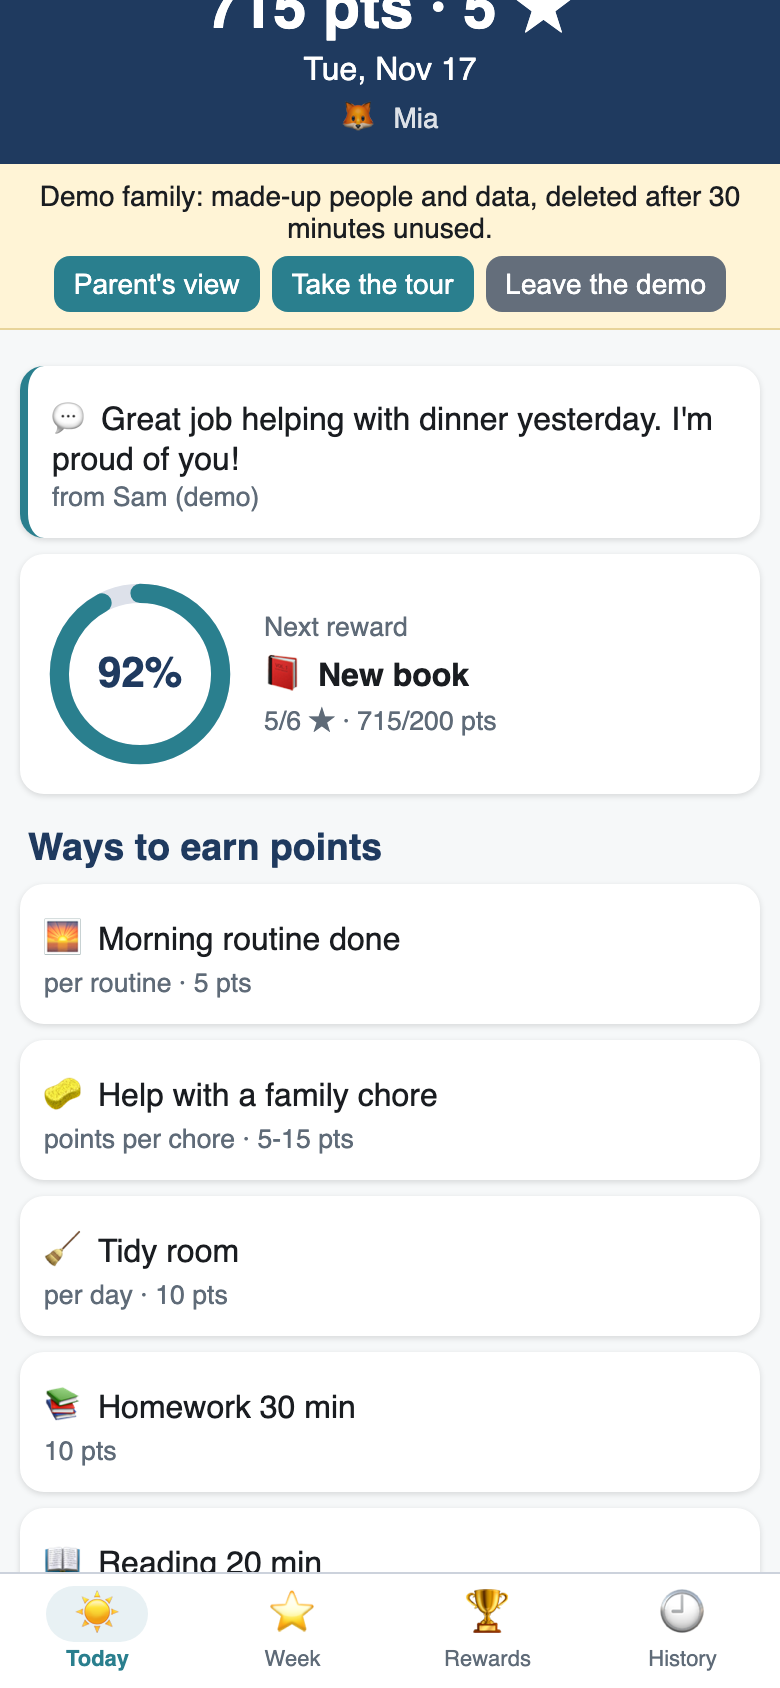 715 pts · 5 ★
Tue, Nov 17
🦊 Mia
Demo family: made-up people and data, deleted after 30
minutes unused.
Parent's view
Take the tour
Leave the demo
💬 Great job helping with dinner yesterday. I'm
proud of you!
from Sam (demo)
92%
Next reward
📕 New book
5/6 ★ · 715/200 pts
Ways to earn points
🌅 Morning routine done
per routine · 5 pts
🧽 Help with a family chore
points per chore · 5-15 pts
🧹 Tidy room
per day · 10 pts
📚 Homework 30 min
10 pts
📖 Reading 20 min
Today
Week
Rewards
History